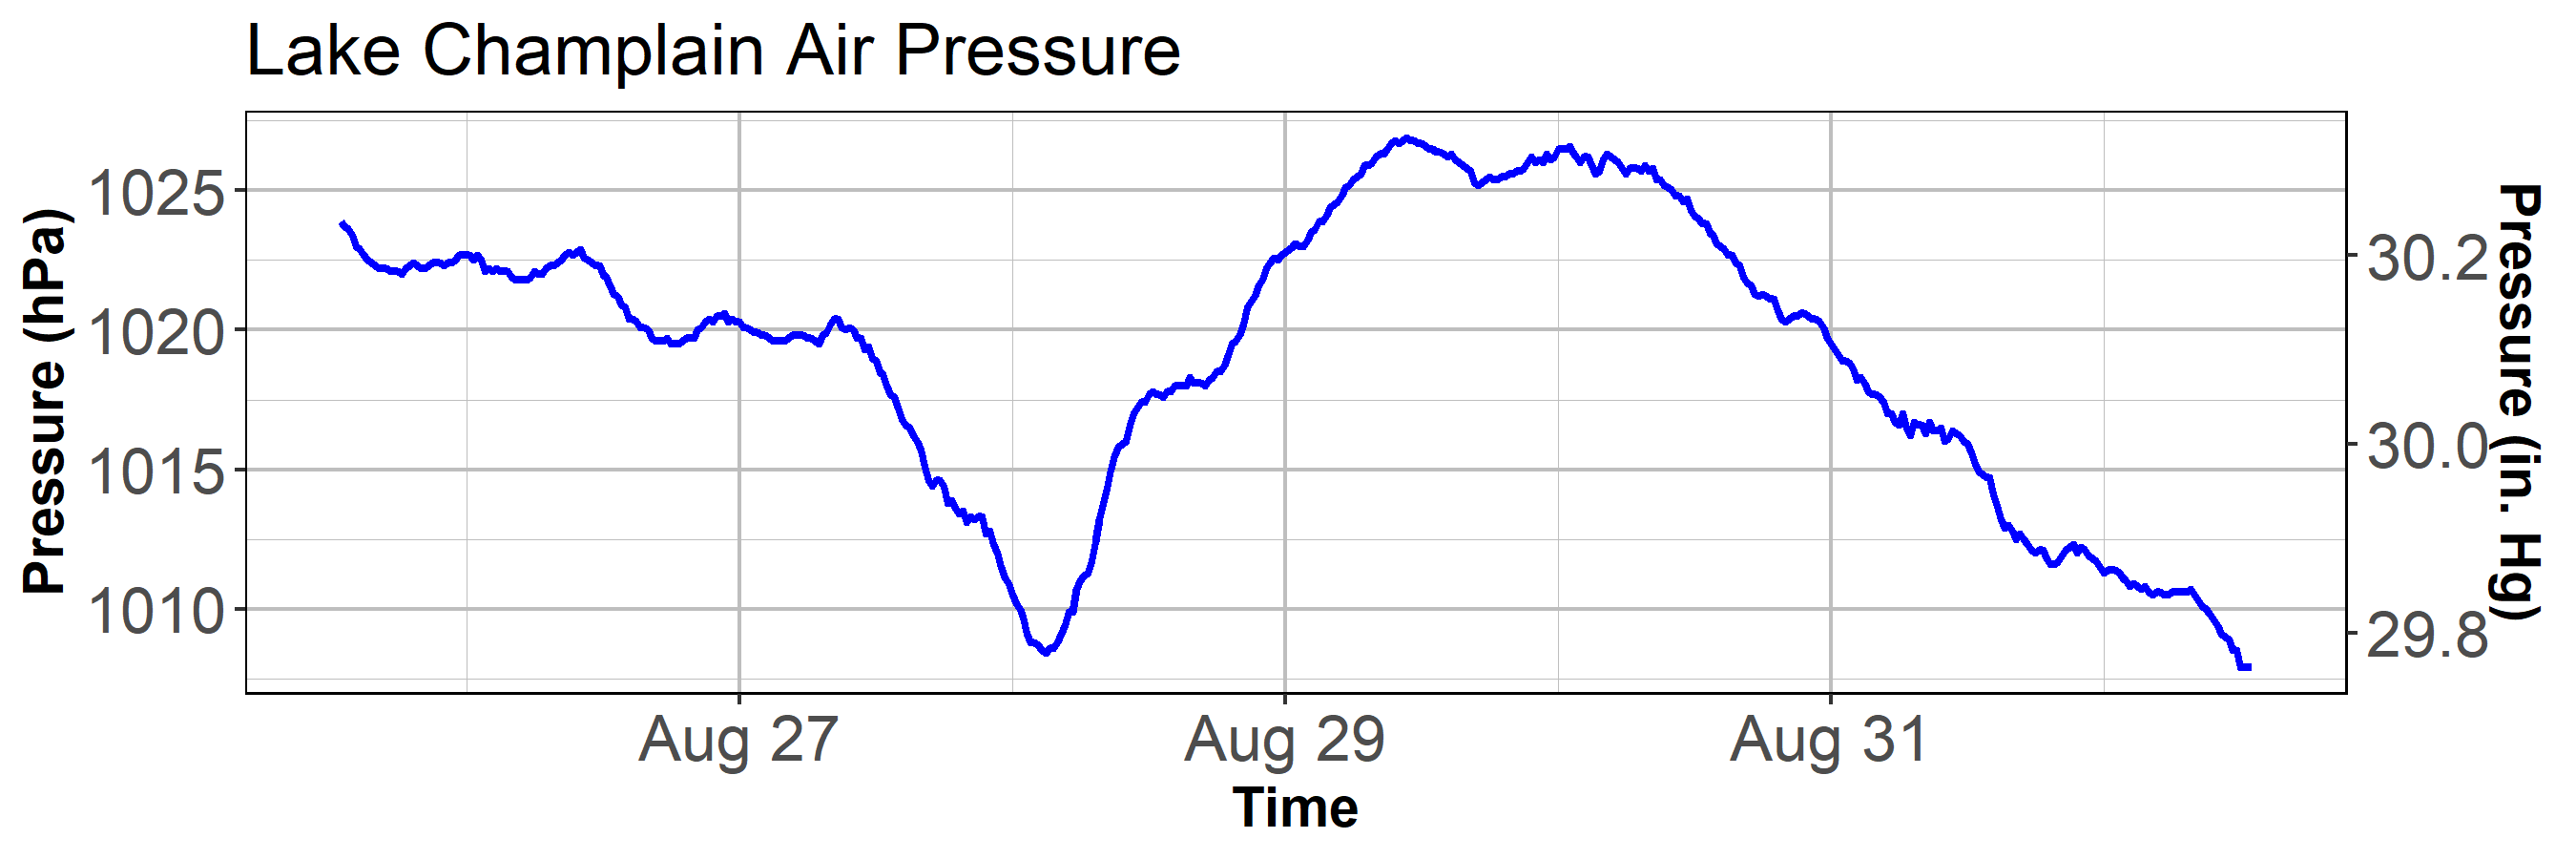 Lake Champlain Air Pressure
Pressure (hPa)
1025
1020
1015
1010
30.2
30.0
29.8
Pressure (in. Hg)
Aug 27
Aug 29
Aug 31
Time